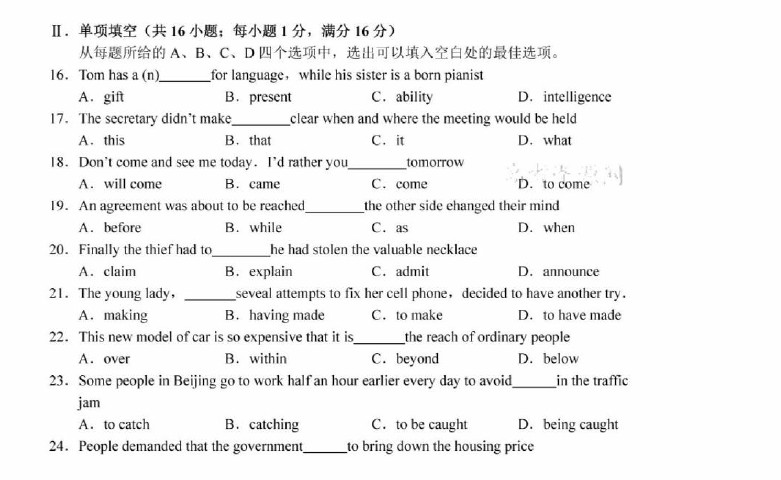 Ⅱ．单项填空（共 16 小题；每小题 1 分，满分 16 分）
从每题所给的 A、B、C、D 四个选项中，选出可以填入空白处的最佳选项。
16．Tom has a (n)_______for language，while his sister is a born pianist
A．gift B．present C．ability D．intelligence
17．The secretary didn't make________clear when and where the meeting would be held
A．this B．that C．it D．what
18．Don't come and see me today．I'd rather you________tomorrow
A．will come B．came C．come D．to come
19．An agreement was about to be reached________the other side ehanged their mind
A．before B．while C．as D．when
20．Finally the thief had to________he had stolen the valuable necklace
A．claim B．explain C．admit D．announce
21．The young lady，_______seveal attempts to fix her cell phone，decided to have another try．
A．making B．having made C．to make D．to have made
22．This new model of car is so expensive that it is_______the reach of ordinary people
A．over B．within C．beyond D．below
23．Some people in Beijing go to work half an hour earlier every day to avoid______in the traffic
jam
A．to catch B．catching C．to be caught D．being caught
24．People demanded that the government______to bring down the housing price